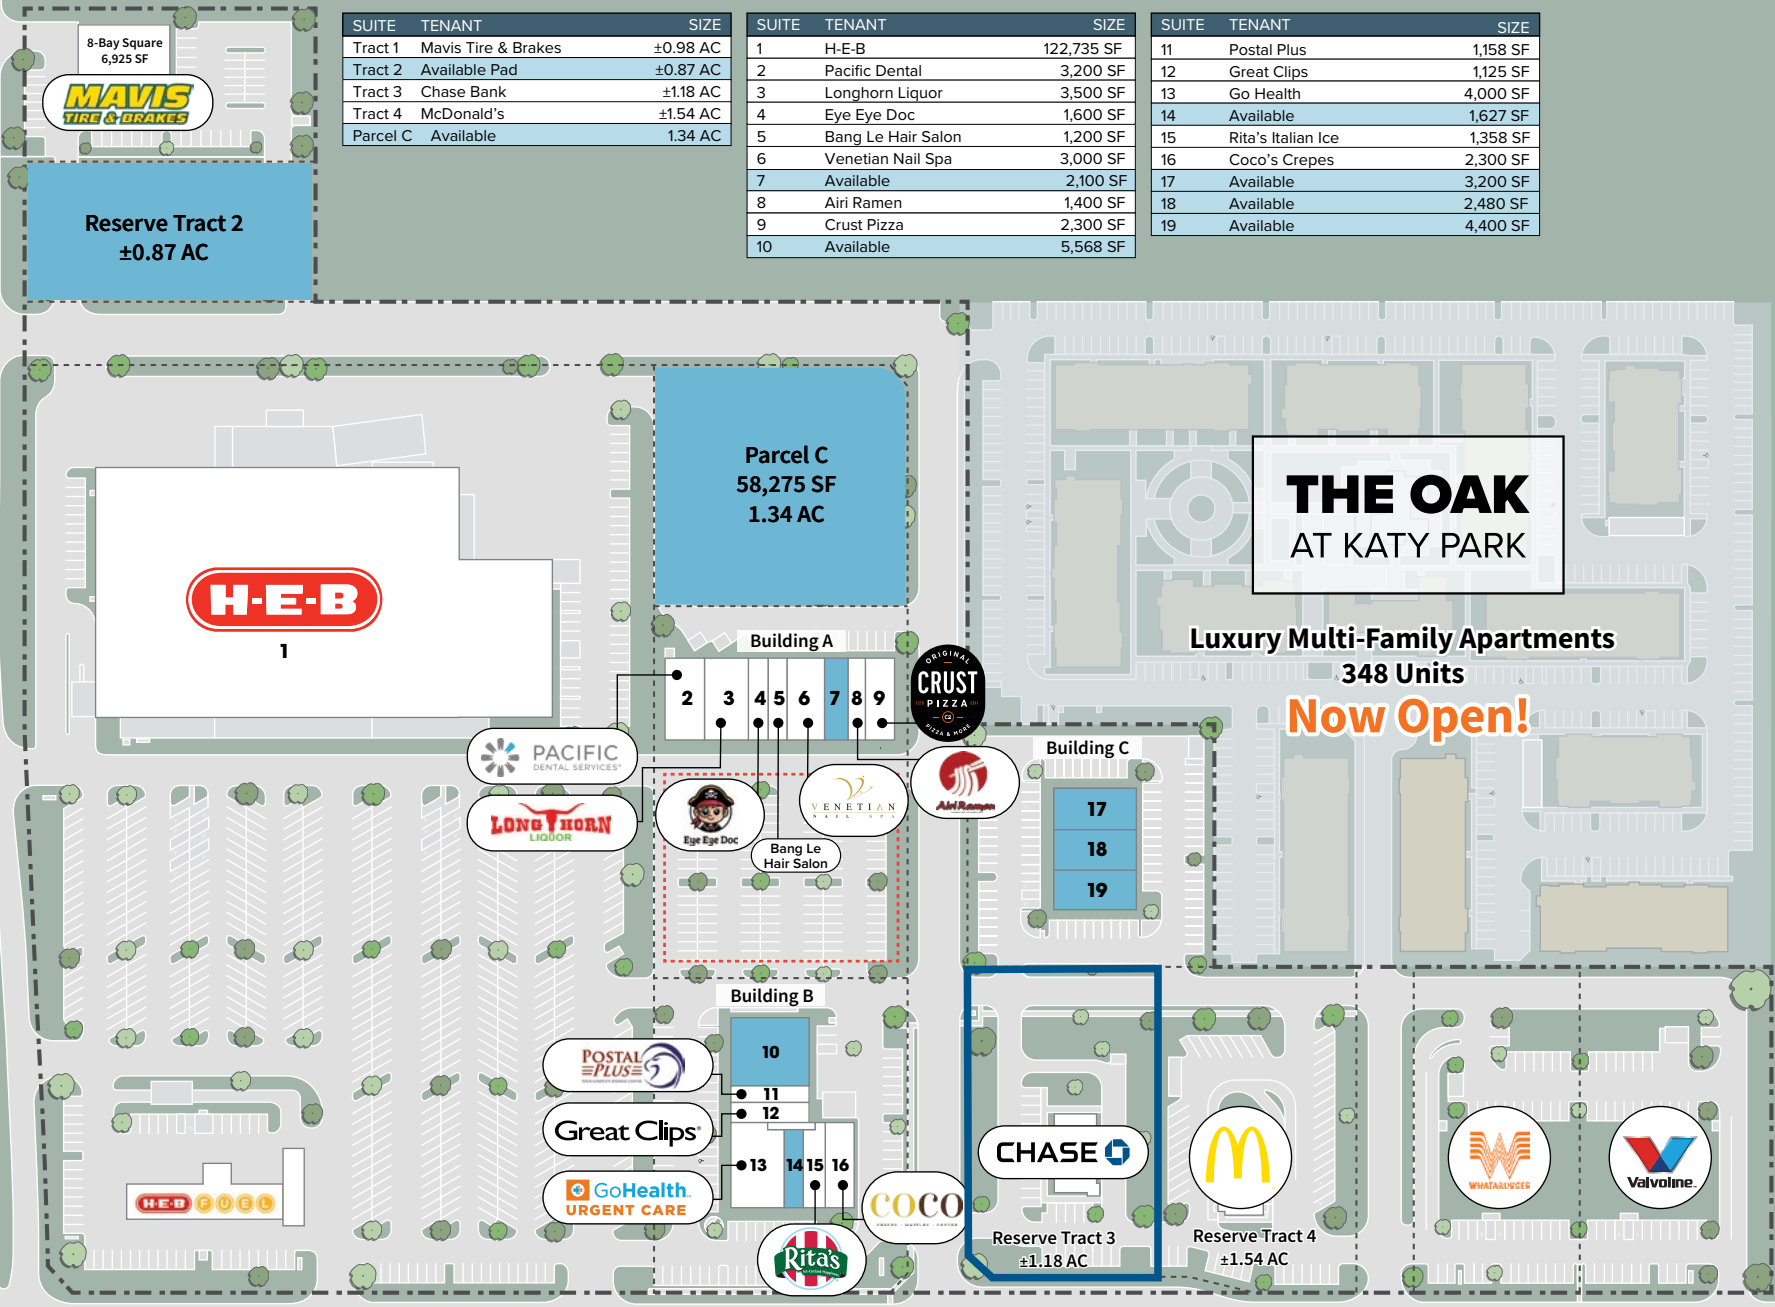 8-Bay Square
6,925 SF
MAVIS
TIRE & BRAKES
Reserve Tract 2
±0.87 AC
SUITE TENANT SIZE
Tract 1 Mavis Tire & Brakes ±0.98 AC
Tract 2 Available Pad ±0.87 AC
Tract 3 Chase Bank ±1.18 AC
Tract 4 McDonald's ±1.54 AC
Parcel C Available 1.34 AC
SUITE TENANT SIZE
1 H-E-B 122,735 SF
2 Pacific Dental 3,200 SF
3 Longhorn Liquor 3,500 SF
4 Eye Eye Doc 1,600 SF
5 Bang Le Hair Salon 1,200 SF
6 Venetian Nail Spa 3,000 SF
7 Available 2,100 SF
8 Airi Ramen 1,400 SF
9 Crust Pizza 2,300 SF
10 Available 5,568 SF
SUITE TENANT SIZE
11 Postal Plus 1,158 SF
12 Great Clips 1,125 SF
13 Go Health 4,000 SF
14 Available 1,627 SF
15 Rita's Italian Ice 1,358 SF
16 Coco's Crepes 2,300 SF
17 Available 3,200 SF
18 Available 2,480 SF
19 Available 4,400 SF
Parcel C
58,275 SF
1.34 AC
THE OAK
AT KATY PARK
Luxury Multi-Family Apartments
348 Units
Now Open!
H-E-B
1
Building A
2 3 4 5 6 7 8 9
ORIGINAL
CRUST
PIZZA
C2
PIZZA & MORE
PACIFIC
DENTAL SERVICES
LONGHORN
LIQUOR
Eye Eye Doc
Bang Le
Hair Salon
VENETIAN
NAIL SPA
Airi Ramen
Building C
17
18
19
Building B
10
11
12
13 14 15 16
POSTAL
PLUS
Great Clips
GoHealth
URGENT CARE
Rita's
COCO
H-E-B FUEL
CHASE
Reserve Tract 3
±1.18 AC
Reserve Tract 4
±1.54 AC
WHATABURGER
Valvoline